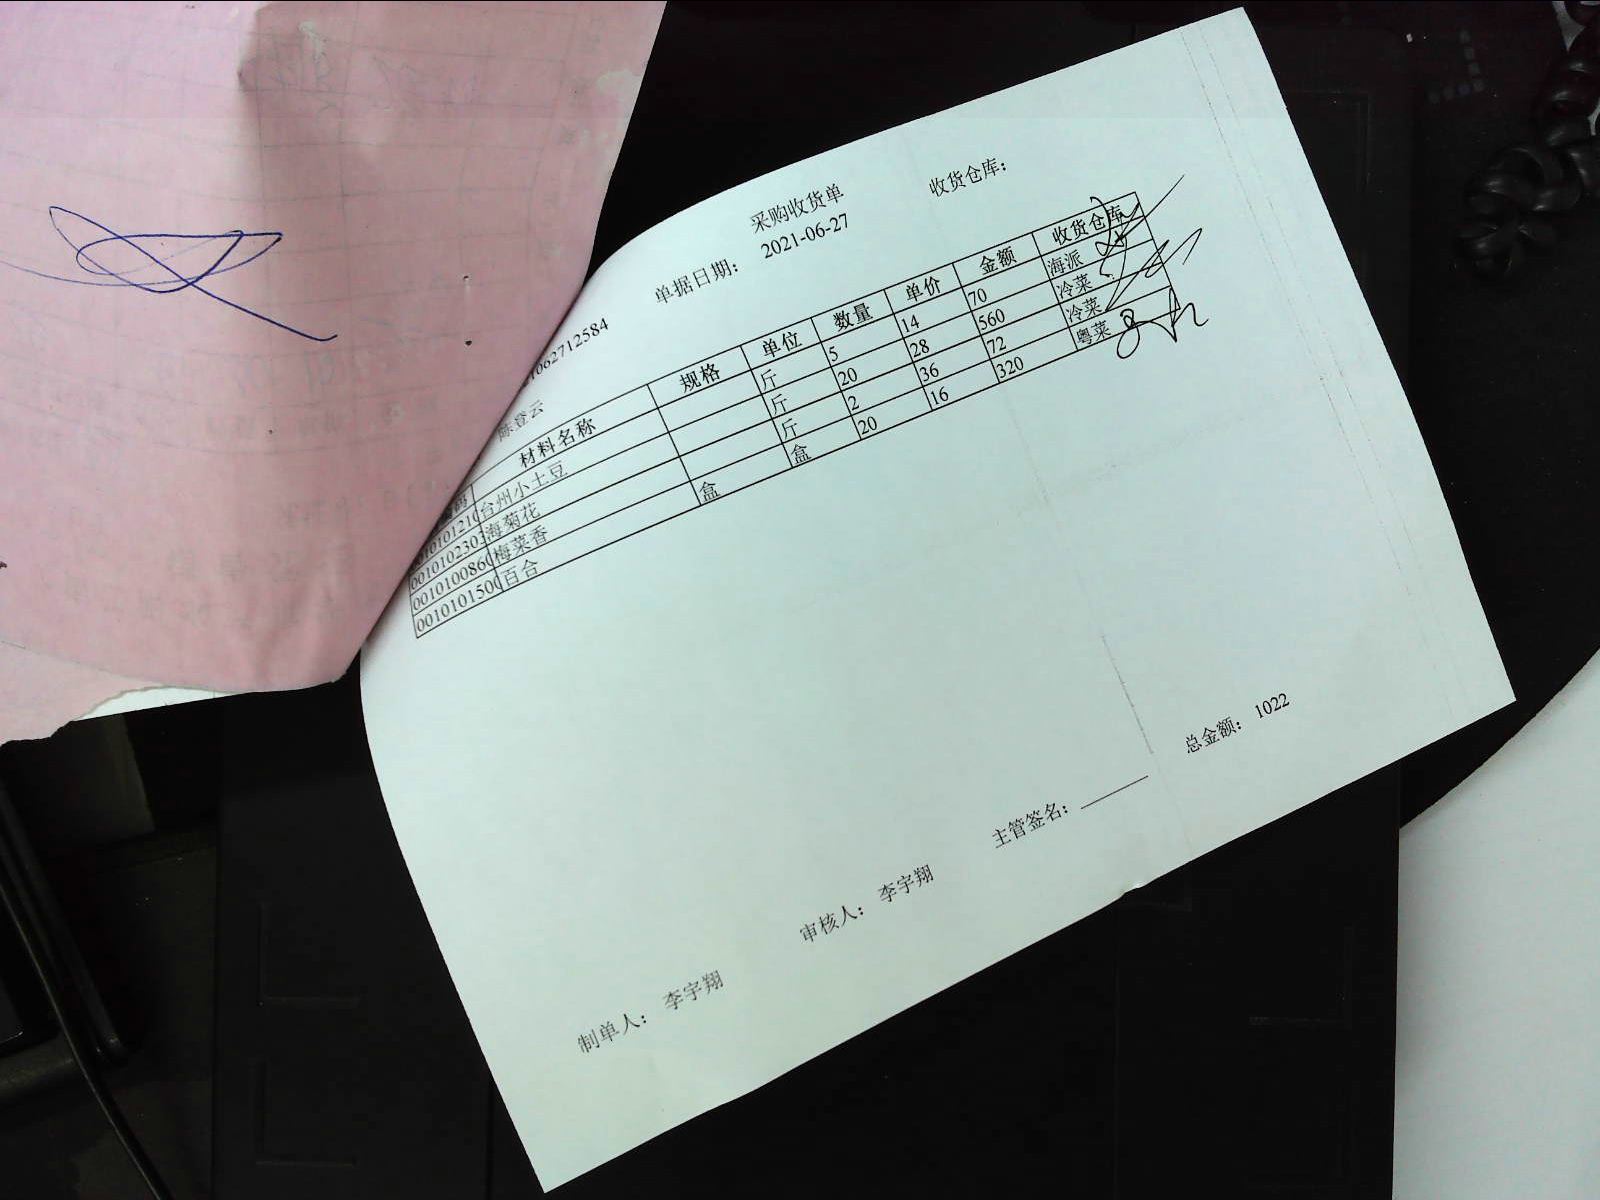 采购收货单
收货仓库：
单据日期： 2021-06-27
062712584
陈登云
码 材料名称 规格 单位 数量 单价 金额 收货仓库
010101210 台州小土豆 斤 5 14 70 海派
0010102303 海菊花 斤 20 28 560 冷菜
0010100860 梅菜香 斤 2 36 72 冷菜
0010101500 百合 盒 盒 20 16 320 粤菜
总金额： 1022
主管签名：
审核人： 李宇翔
制单人： 李宇翔